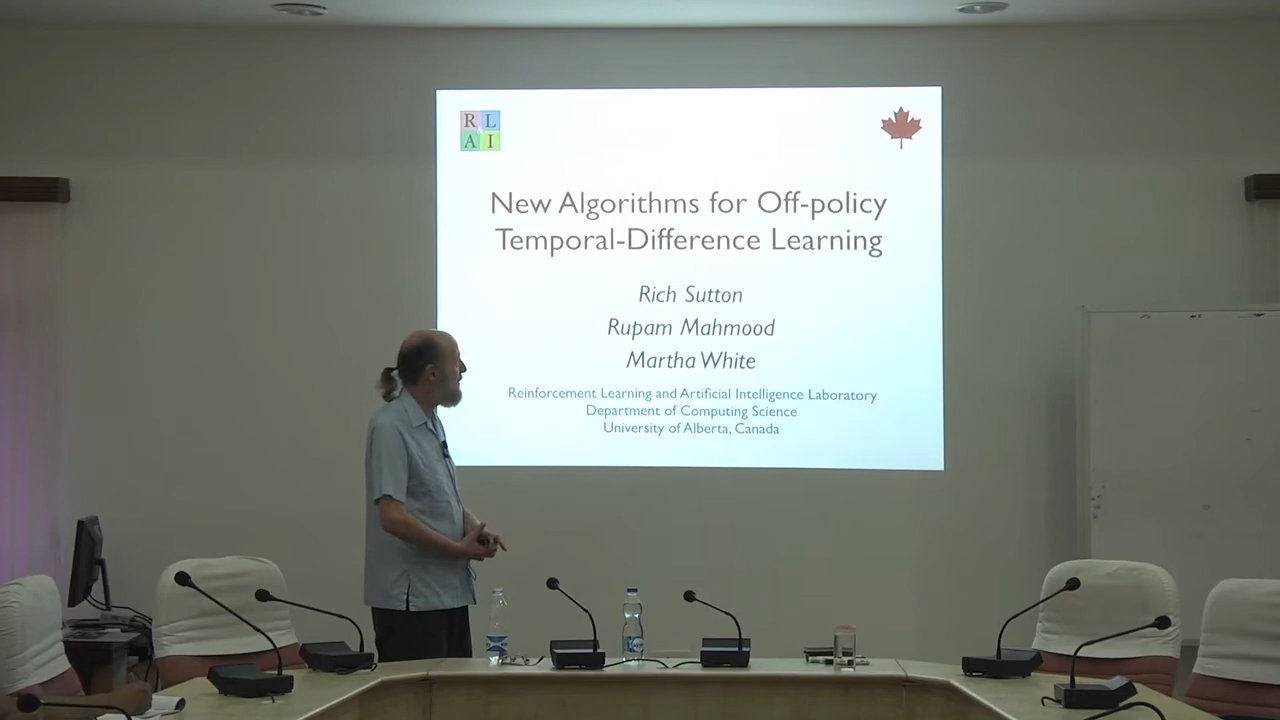 R L
A I
New Algorithms for Off-policy
Temporal-Difference Learning
Rich Sutton
Rupam Mahmood
Martha White
Reinforcement Learning and Artificial Intelligence Laboratory
Department of Computing Science
University of Alberta, Canada